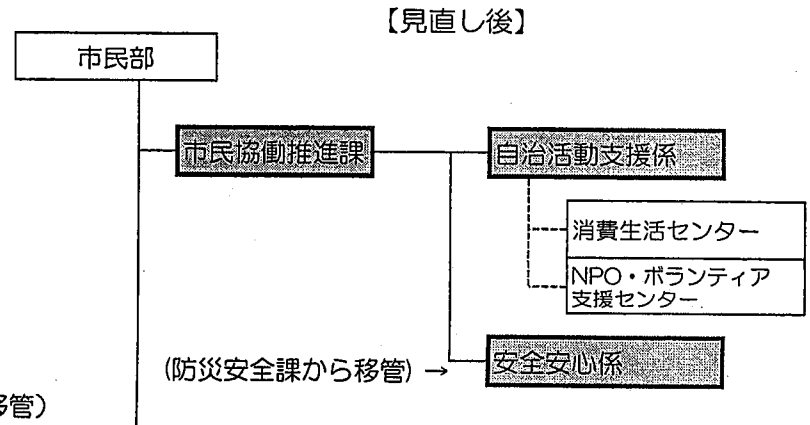 【見直し後】
市民部
市民協働推進課
自治活動支援係
消費生活センター
NPO・ボランティア
支援センター
(防災安全課から移管) →
安全安心係
移管)